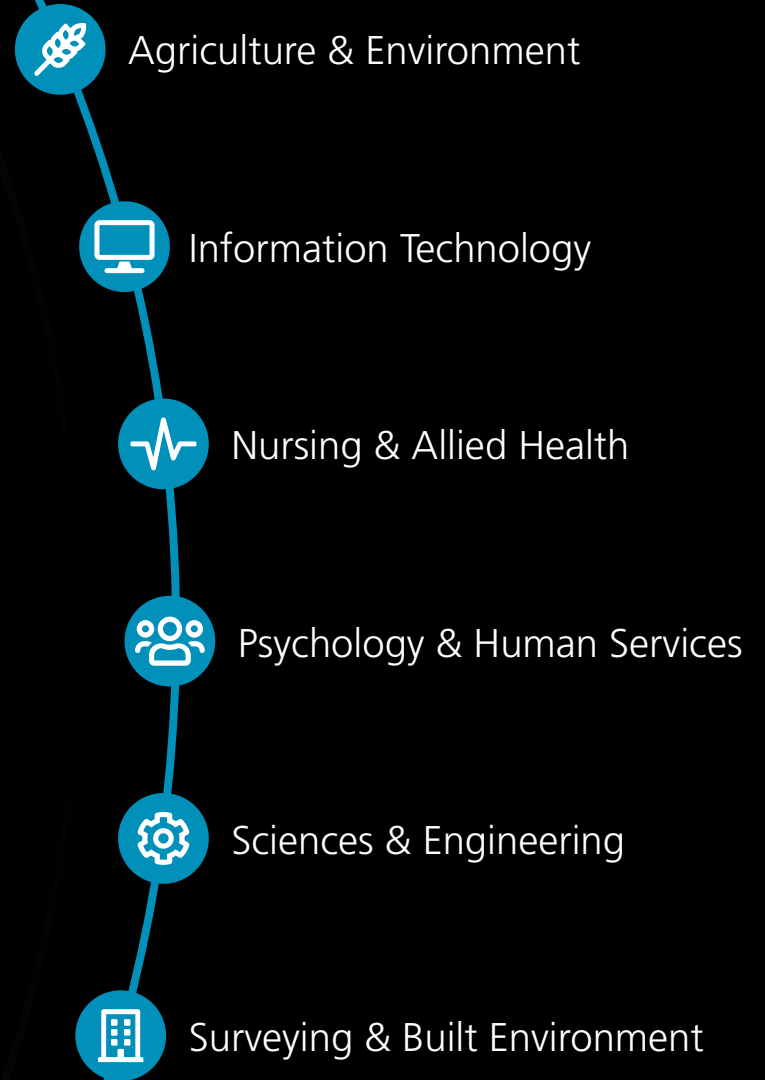 Agriculture & Environment
Information Technology
Nursing & Allied Health
Psychology & Human Services
Sciences & Engineering
Surveying & Built Environment